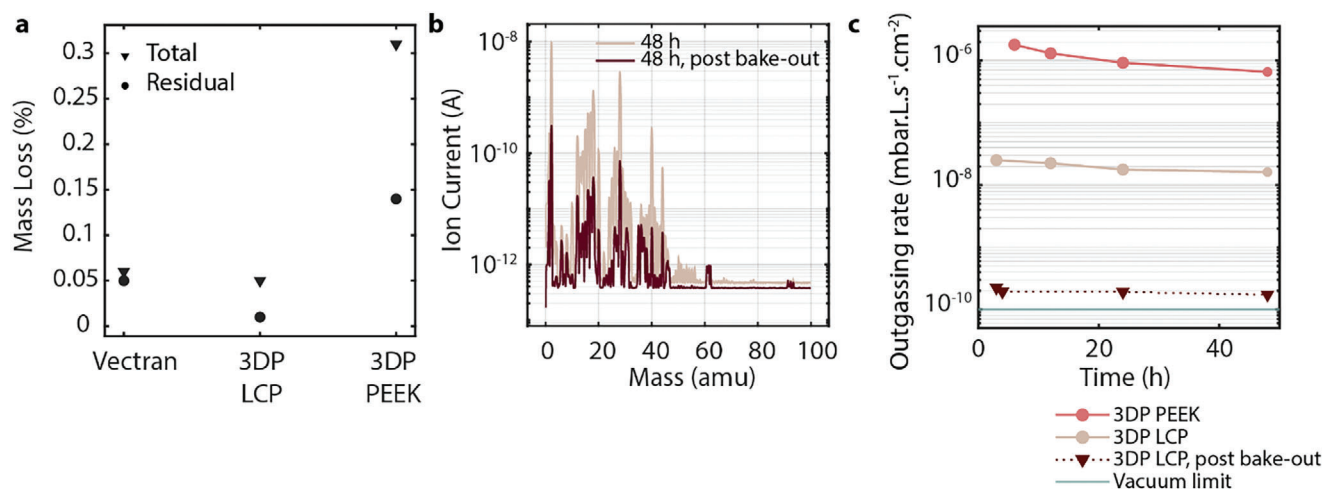 a
Mass Loss (%)
0.3
0.25
0.2
0.15
0.1
0.05
0
Total
Residual
Vectran
3DP
LCP
3DP
PEEK
b
Ion Current (A)
10⁻⁸
10⁻¹⁰
10⁻¹²
48 h
48 h, post bake-out
0 20 40 60 80 100
Mass (amu)
c
Outgassing rate (mbar.L.s⁻¹.cm⁻²)
10⁻⁶
10⁻⁸
10⁻¹⁰
0 20 40
Time (h)
3DP PEEK
3DP LCP
3DP LCP, post bake-out
Vacuum limit